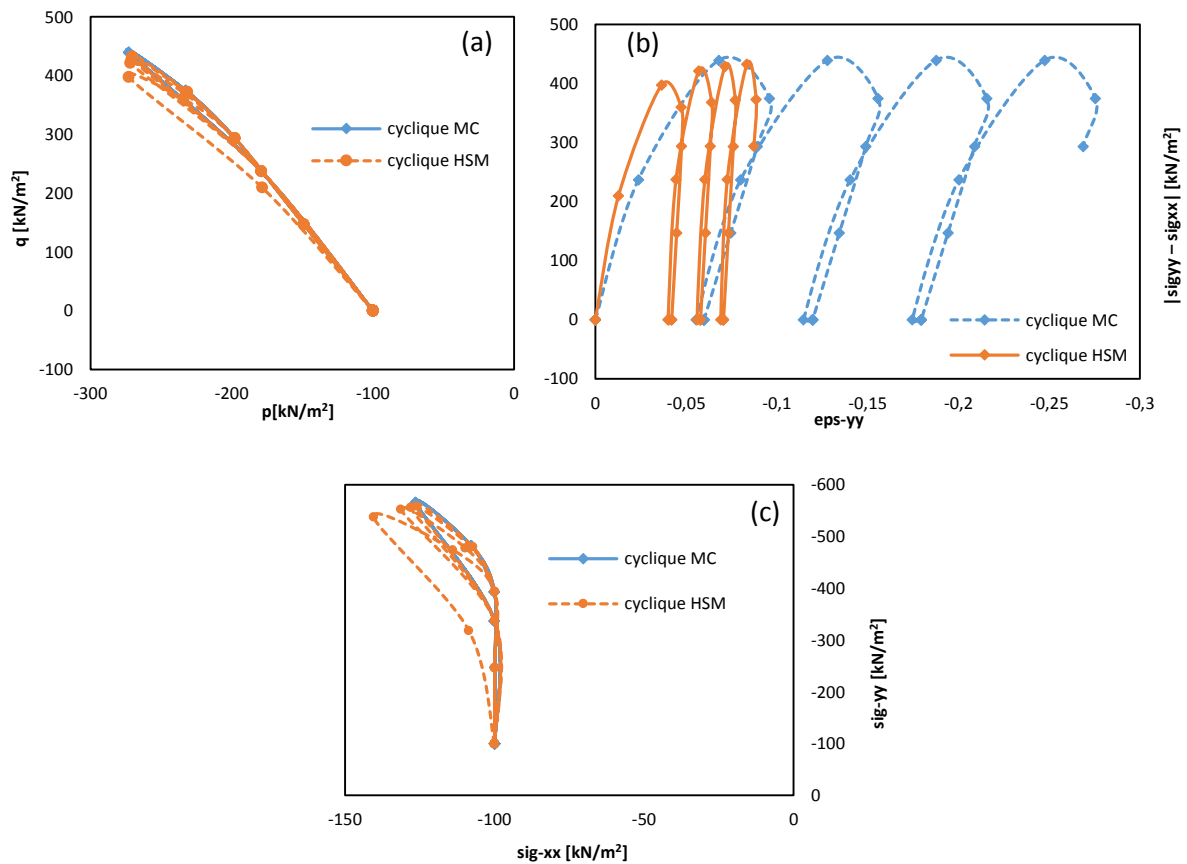 (a)
500
400
300
200
100
0
-100
q [kN/m²]
-300
-200
-100
0
p[kN/m²]
cyclique MC
cyclique HSM
(b)
500
400
300
200
100
0
-100
|sigyy – sigxx| [kN/m²]
0
-0,05
-0,1
-0,15
-0,2
-0,25
-0,3
eps-yy
cyclique MC
cyclique HSM
(c)
-600
-500
-400
-300
-200
-100
0
sig-yy [kN/m²]
-150
-100
-50
0
sig-xx [kN/m²]
cyclique MC
cyclique HSM